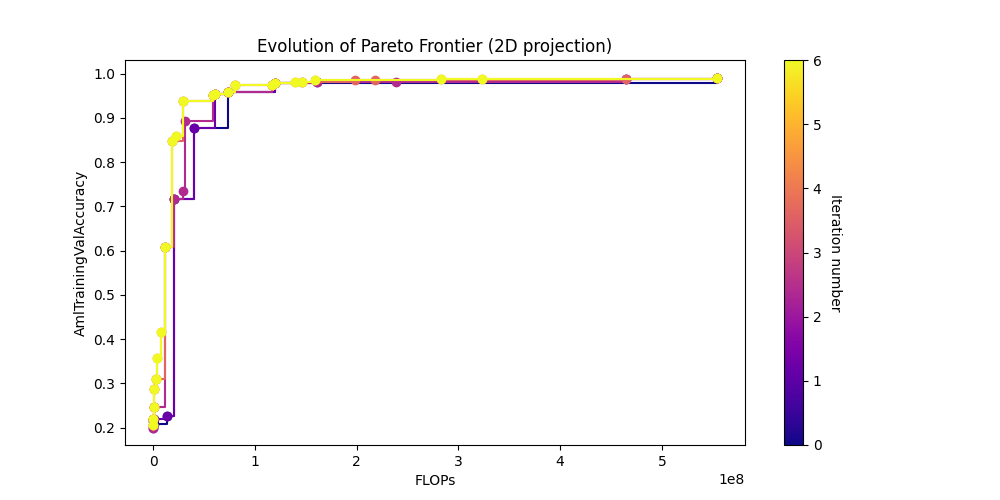 Evolution of Pareto Frontier (2D projection)
1.0
0.9
0.8
0.7
0.6
0.5
0.4
0.3
0.2
AmlTrainingValAccuracy
0 1 2 3 4 5
1e8
FLOPs
6
5
4
3
2
1
0
Iteration number